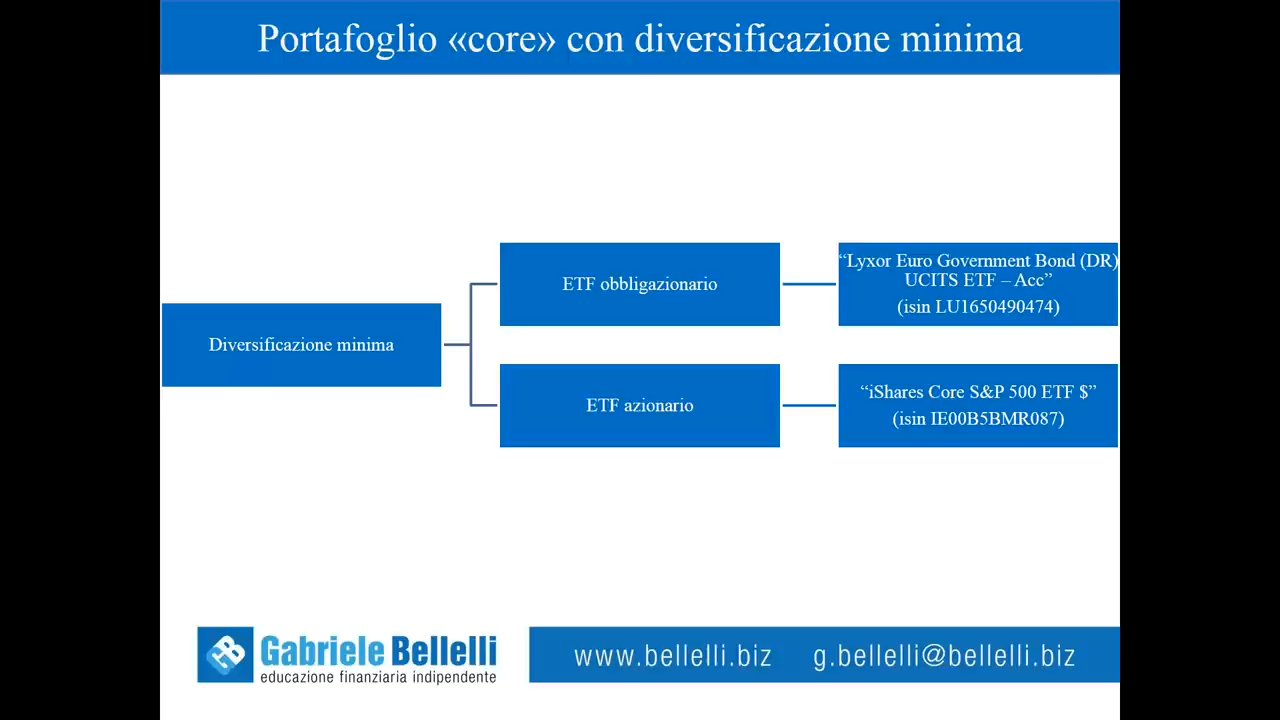 Portafoglio «core» con diversificazione minima
Diversificazione minima
ETF obbligazionario
“Lyxor Euro Government Bond (DR)
UCITS ETF – Acc”
(isin LU1650490474)
ETF azionario
“iShares Core S&P 500 ETF $”
(isin IE00B5BMR087)
Gabriele Bellelli
educazione finanziaria indipendente
www.bellelli.biz g.bellelli@bellelli.biz